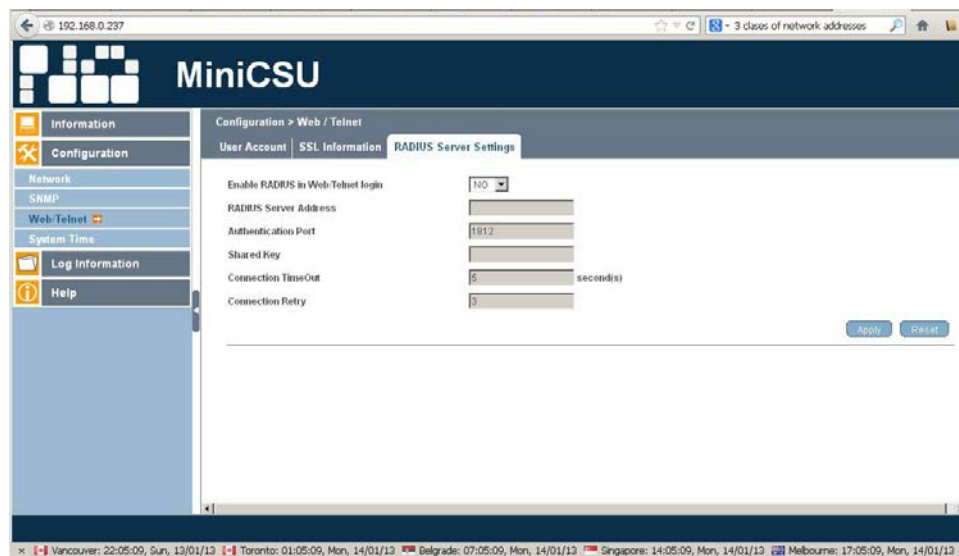 192.168.0.237
3 clases of network addresses
MiniCSU
Information
Configuration
Network
SNMP
Web/Telnet
System Time
Log Information
Help
Configuration > Web / Telnet
User Account
SSL Information
RADIUS Server Settings
Enable RADIUS in Web/Telnet login
NO
RADIUS Server Address
Authentication Port
1812
Shared Key
Connection TimeOut
5
second(s)
Connection Retry
3
Apply
Reset
Vancouver: 22:05:09, Sun, 13/01/13
Toronto: 01:05:09, Mon, 14/01/13
Belgrade: 07:05:09, Mon, 14/01/13
Singapore: 14:05:09, Mon, 14/01/13
Melbourne: 17:05:09, Mon, 14/01/13